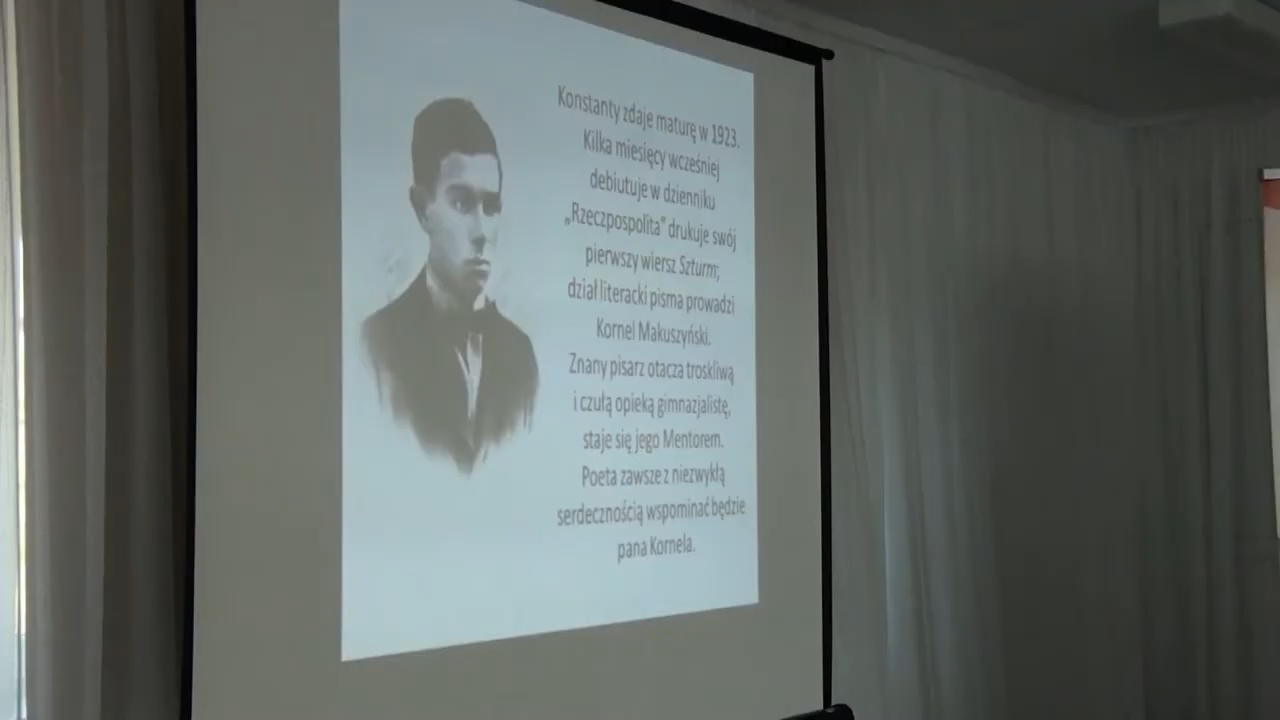 Konstanty zdaje maturę w 1923.
Kilka miesięcy wcześniej
debiutuje w dzienniku
„Rzeczpospolita” drukuje swój
pierwszy wiersz Szturm;
dział literacki pisma prowadzi
Kornel Makuszyński.
Znany pisarz otacza troskliwą
i czułą opieką gimnazjalistę,
staje się jego Mentorem.
Poeta zawsze z niezwykłą
serdecznością wspominać będzie
pana Kornela.